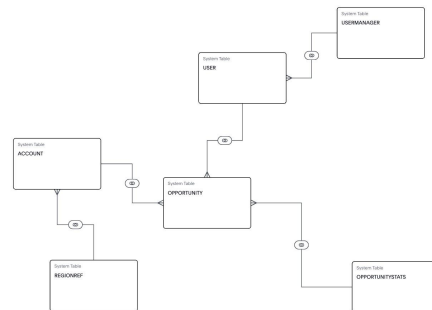 System Table
USERMANAGER
System Table
USER
System Table
ACCOUNT
System Table
OPPORTUNITY
System Table
REGIONREF
System Table
OPPORTUNITYSTATS